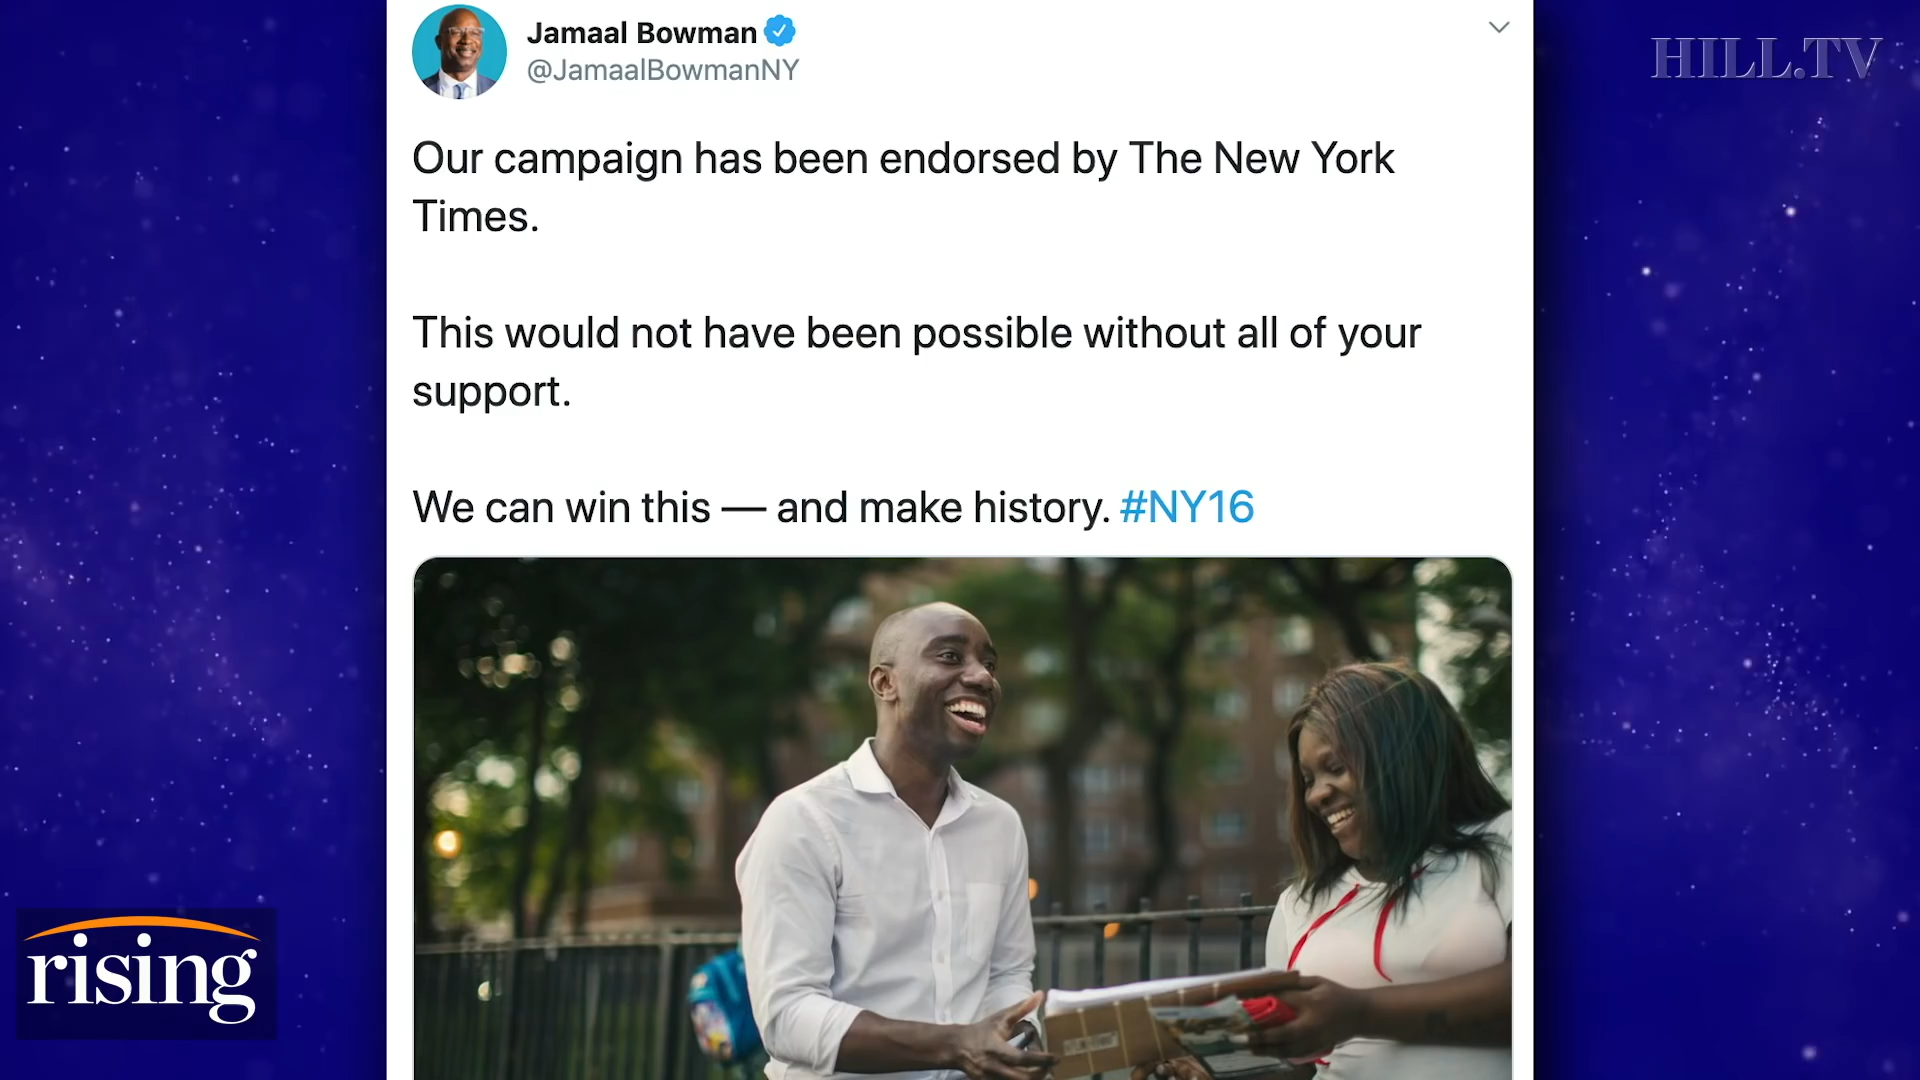 Jamaal Bowman
@JamaalBowmanNY
HILL.TV
Our campaign has been endorsed by The New York
Times.
This would not have been possible without all of your
support.
We can win this — and make history. #NY16
rising